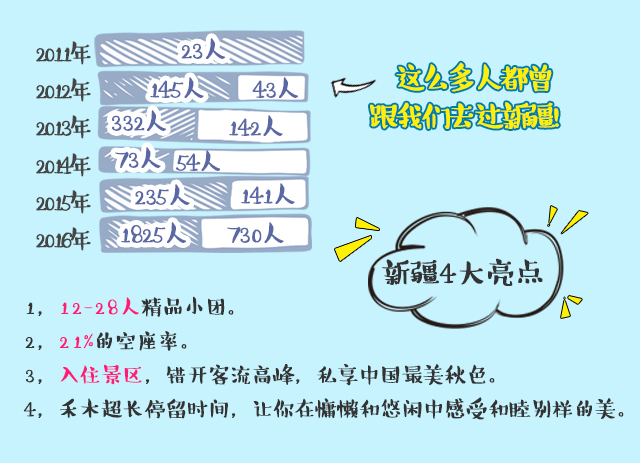 2011年 23人
2012年 145人 43人
2013年 332人 142人
2014年 73人 54人
2015年 235人 141人
2016年 1825人 730人
这么多人都曾
跟我们去过新疆!
新疆4大亮点
1, 12-28人精品小团。
2, 21%的空座率。
3, 入住景区, 错开客流高峰, 私享中国最美秋色。
4, 禾木超长停留时间, 让你在慵懒和悠闲中感受和睦别样的美。